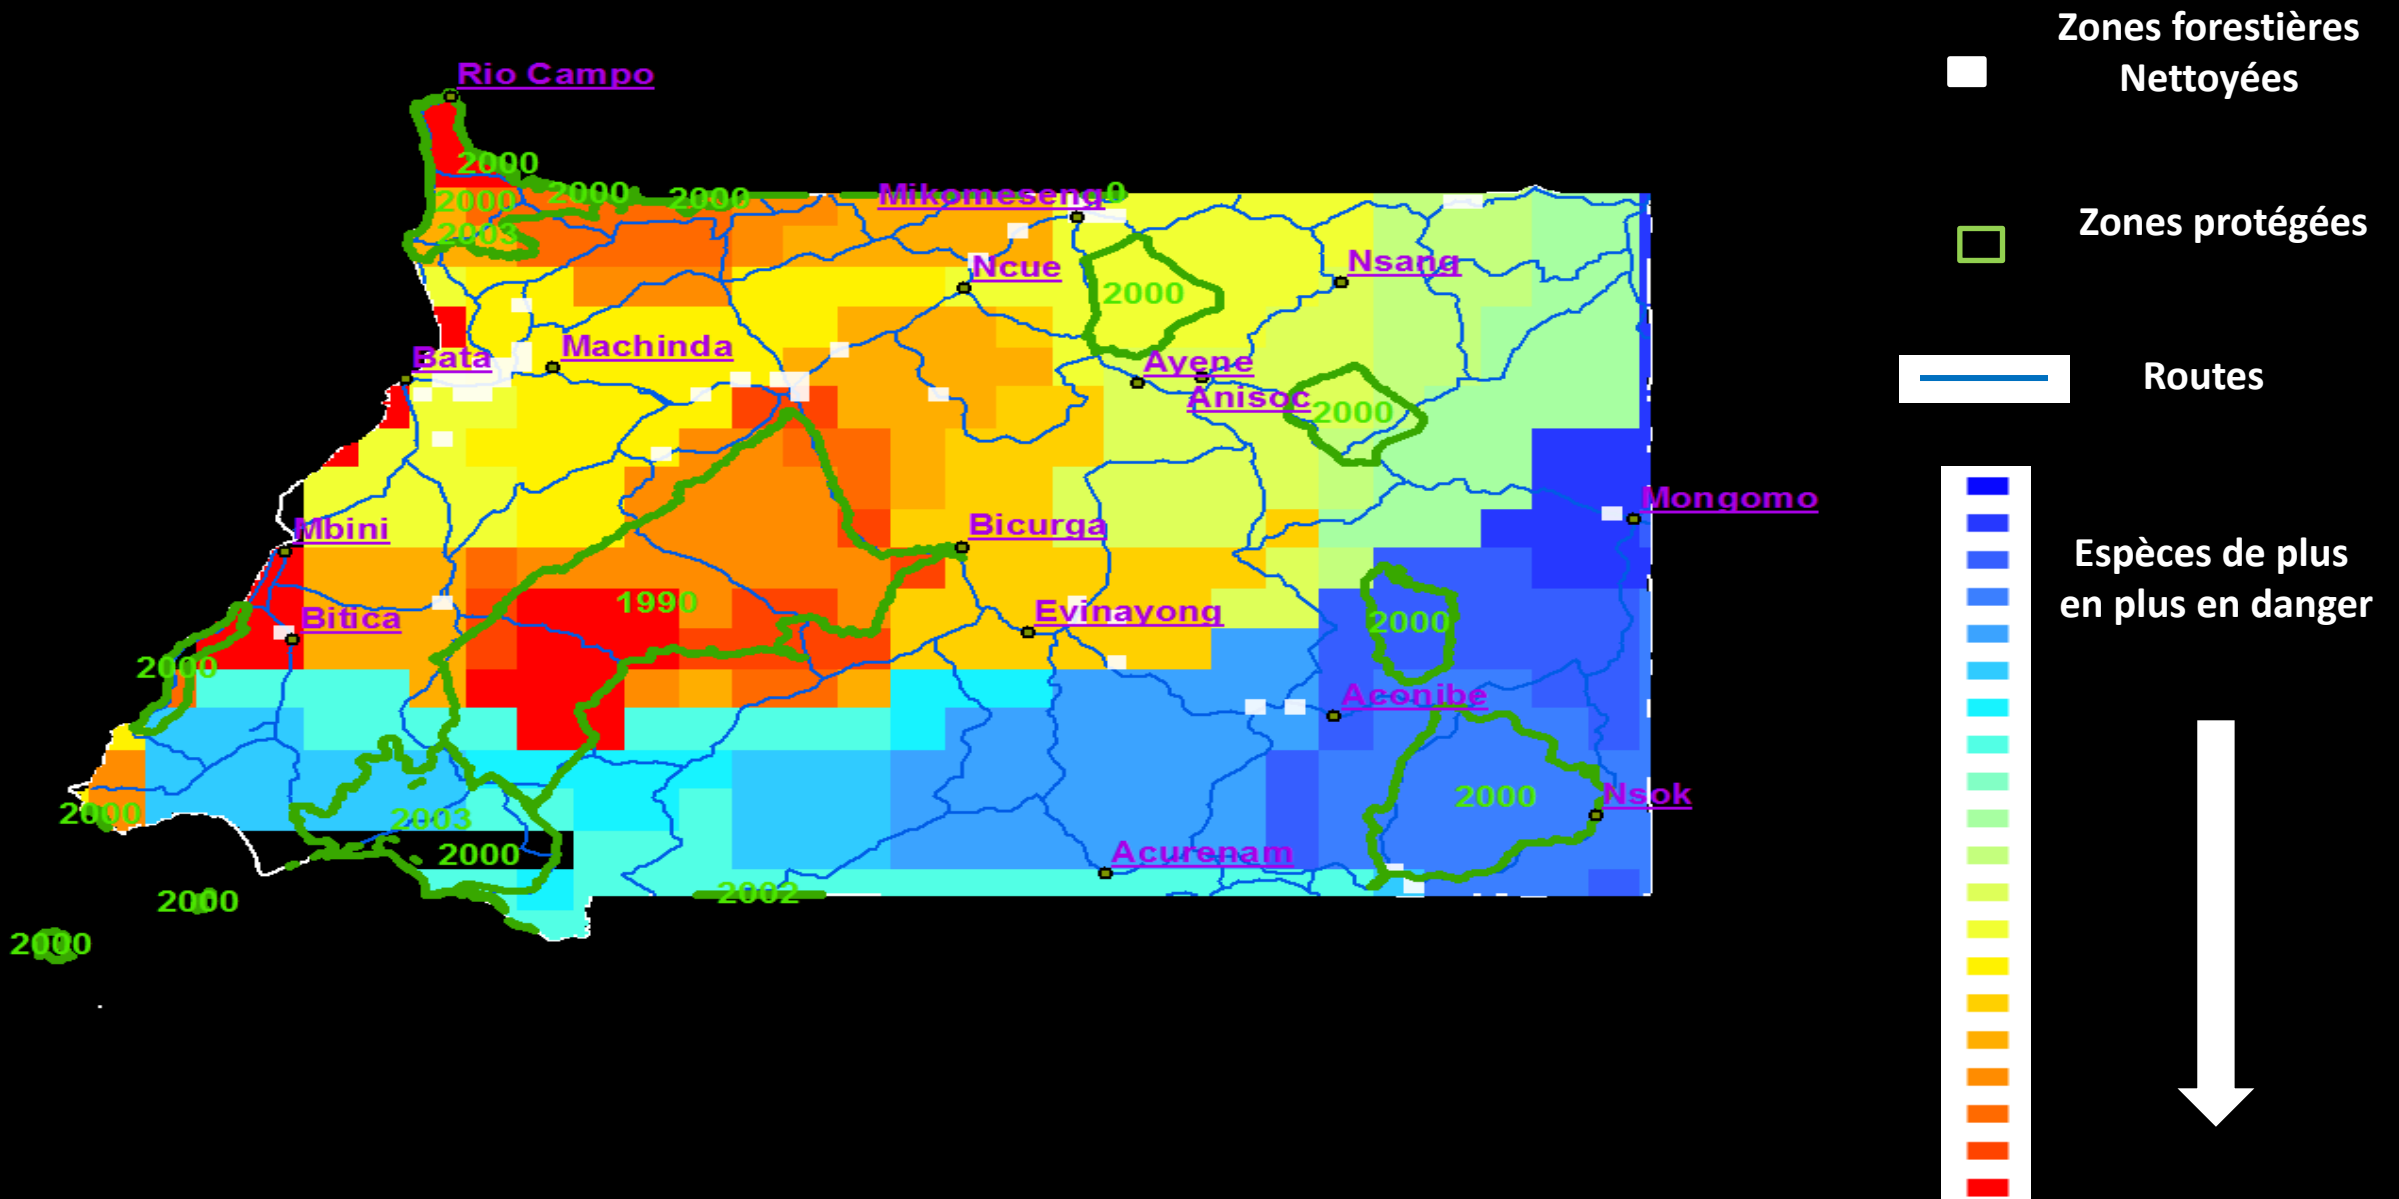 Zones forestières
Nettoyées
Rio Campo
2000
2000
2000
Mikomeseng
0
2000
2003
Zones protégées
Ncue
Nsang
2000
Bata
Machinda
Ayene
Routes
Anisoc
2000
Mongomo
Mbini
Bicurga
Espèces de plus
en plus en danger
1990
Bitica
Evinayong
2000
2000
Aconibe
2000
Nsok
2000
2003
2000
Acurenam
2002
2000
2000